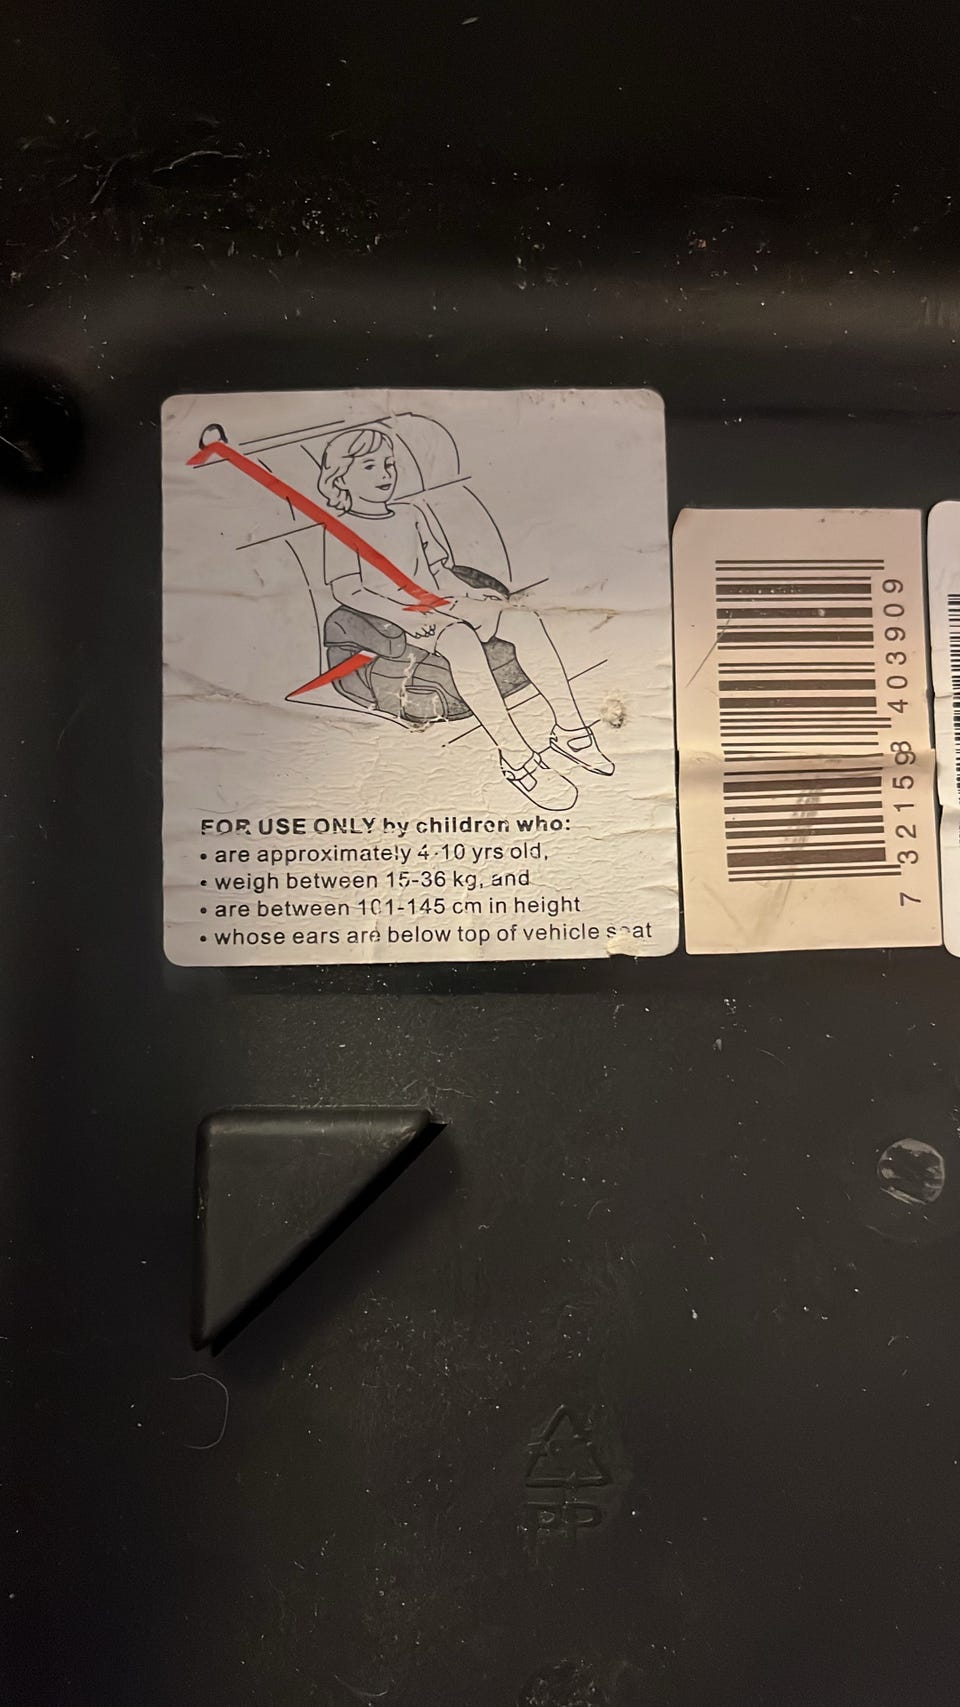 FOR USE ONLY by children who:
• are approximately 4-10 yrs old,
• weigh between 15-36 kg, and
• are between 101-145 cm in height
• whose ears are below top of vehicle seat
7 32159 403909
PP